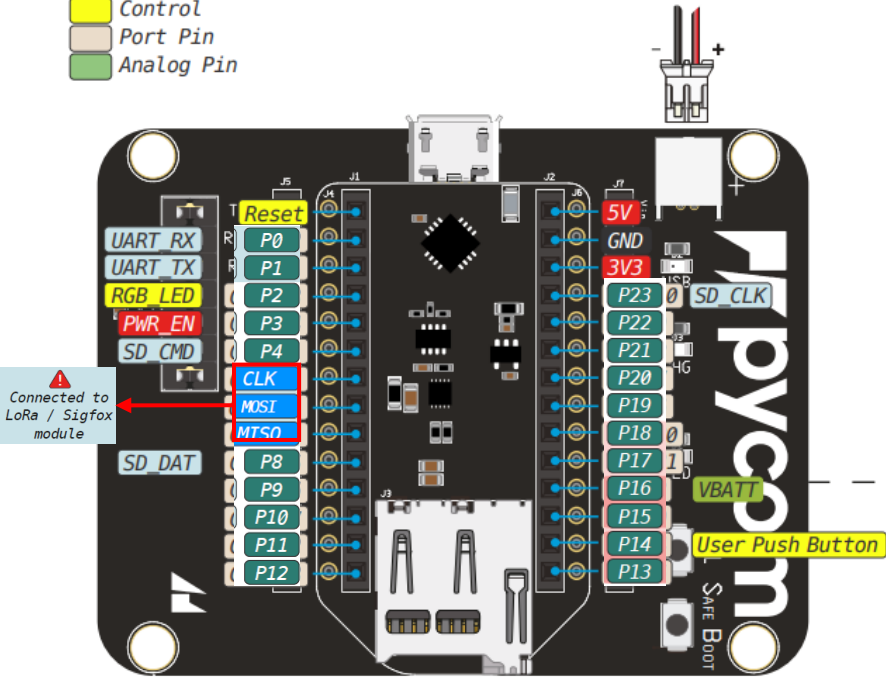 Control
Port Pin
Analog Pin
- +
J5 J4 J1 J2 J6 J7
+
Reset
5V
UART_RX
P0
GND
UART_TX
P1
3V3
RGB_LED
P2
P23
SD_CLK
PWR_EN
P3
P22
SD_CMD
P4
P21
CLK
P20
Connected to
LoRa / Sigfox
module
MOSI
P19
MISO
P18
SD_DAT
P8
P17
P9
P16
VBATT
J3
P10
P15
P11
P14
User Push Button
P12
P13
pycom
SAFE BOOT